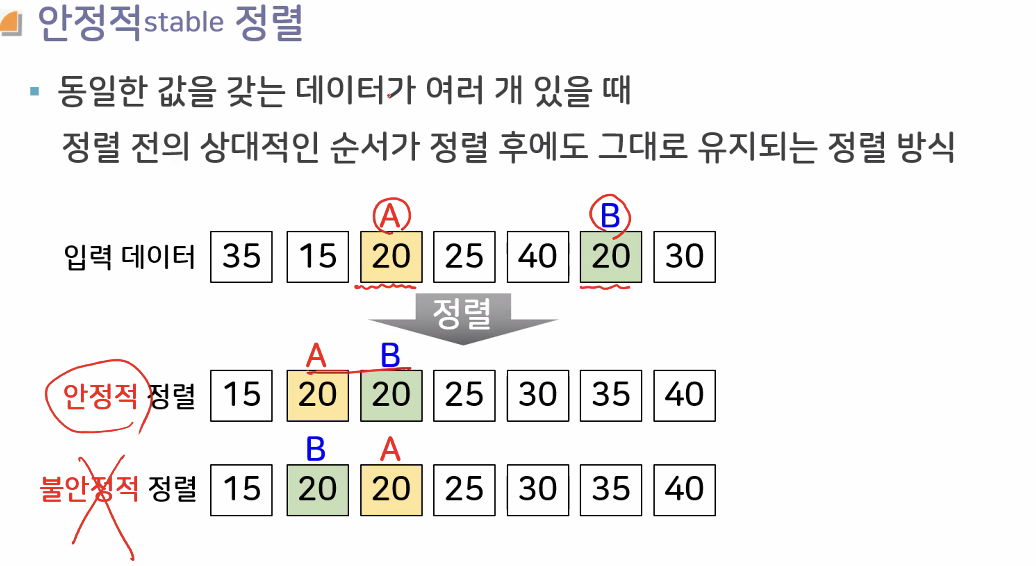 안정적stable 정렬
동일한 값을 갖는 데이터가 여러 개 있을 때
정렬 전의 상대적인 순서가 정렬 후에도 그대로 유지되는 정렬 방식
A B
입력 데이터 35 15 20 25 40 20 30
정렬
A B
안정적 정렬 15 20 20 25 30 35 40
B A
불안정적 정렬 15 20 20 25 30 35 40